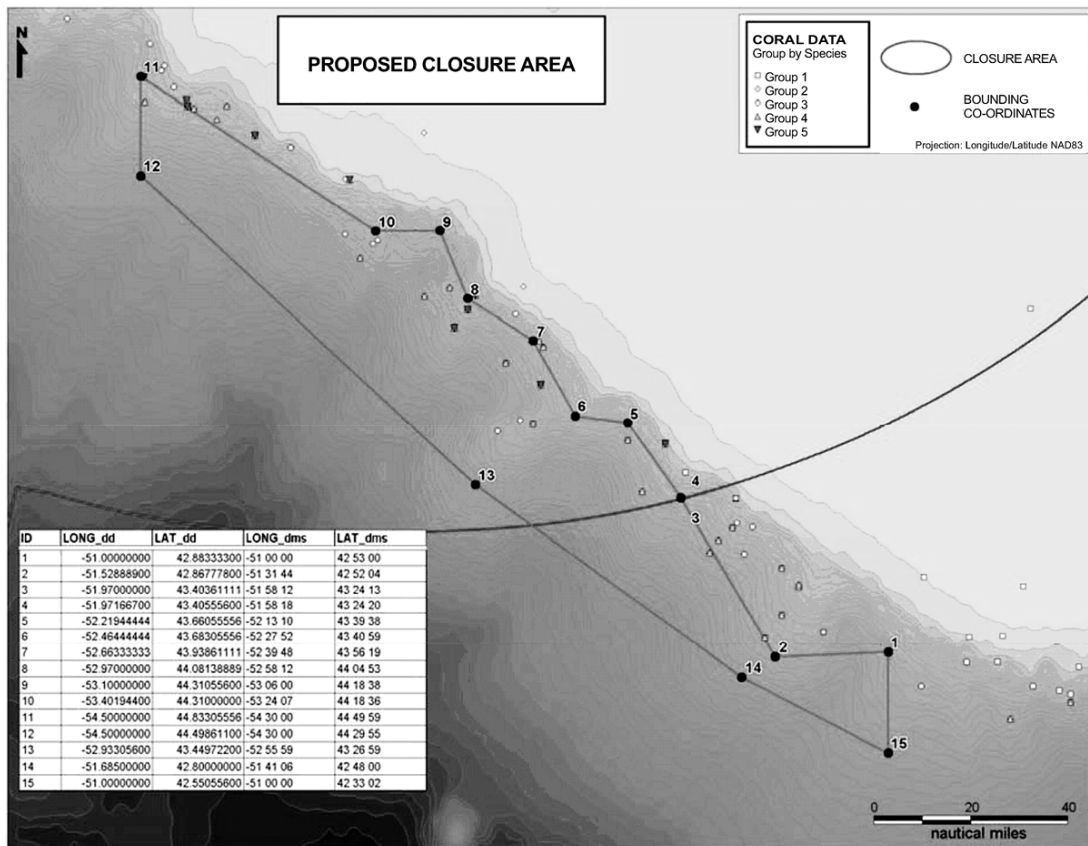 N
PROPOSED CLOSURE AREA
CORAL DATA
Group by Species
Group 1
Group 2
Group 3
Group 4
Group 5
CLOSURE AREA
BOUNDING
CO-ORDINATES
Projection: Longitude/Latitude NAD83
11
12
10
9
8
7
6
5
13
4
3
2
1
14
15
ID LONG_dd LAT_dd LONG_dms LAT_dms
1 -51.00000000 42.88333300 -51 00 00 42 53 00
2 -51.52888900 42.86777800 -51 31 44 42 52 04
3 -51.97000000 43.40361111 -51 58 12 43 24 13
4 -51.97166700 43.40555600 -51 58 18 43 24 20
5 -52.21944444 43.66055556 -52 13 10 43 39 38
6 -52.46444444 43.68305556 -52 27 52 43 40 59
7 -52.66333333 43.93861111 -52 39 48 43 56 19
8 -52.97000000 44.08138889 -52 58 12 44 04 53
9 -53.10000000 44.31055600 -53 06 00 44 18 38
10 -53.40194400 44.31000000 -53 24 07 44 18 36
11 -54.50000000 44.83305556 -54 30 00 44 49 59
12 -54.50000000 44.49861100 -54 30 00 44 29 55
13 -52.93305600 43.44972200 -52 55 59 43 26 59
14 -51.68500000 42.80000000 -51 41 06 42 48 00
15 -51.00000000 42.55055600 -51 00 00 42 33 02
0 20 40
nautical miles